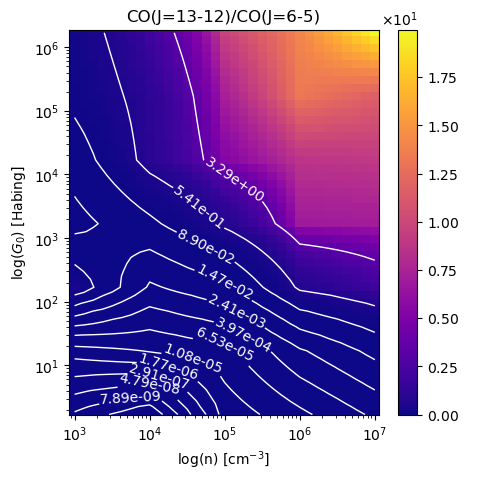 CO(J=13-12)/CO(J=6-5)
×10¹
10⁶
10⁵
10⁴
10³
10²
10¹
log(G₀) [Habing]
3.29e+00
5.41e-01
8.90e-02
1.47e-02
2.41e-03
3.97e-04
6.53e-05
1.08e-05
1.77e-06
2.91e-07
4.79e-08
7.89e-09
1.75
1.50
1.25
1.00
0.75
0.50
0.25
0.00
10³ 10⁴ 10⁵ 10⁶ 10⁷
log(n) [cm⁻³]